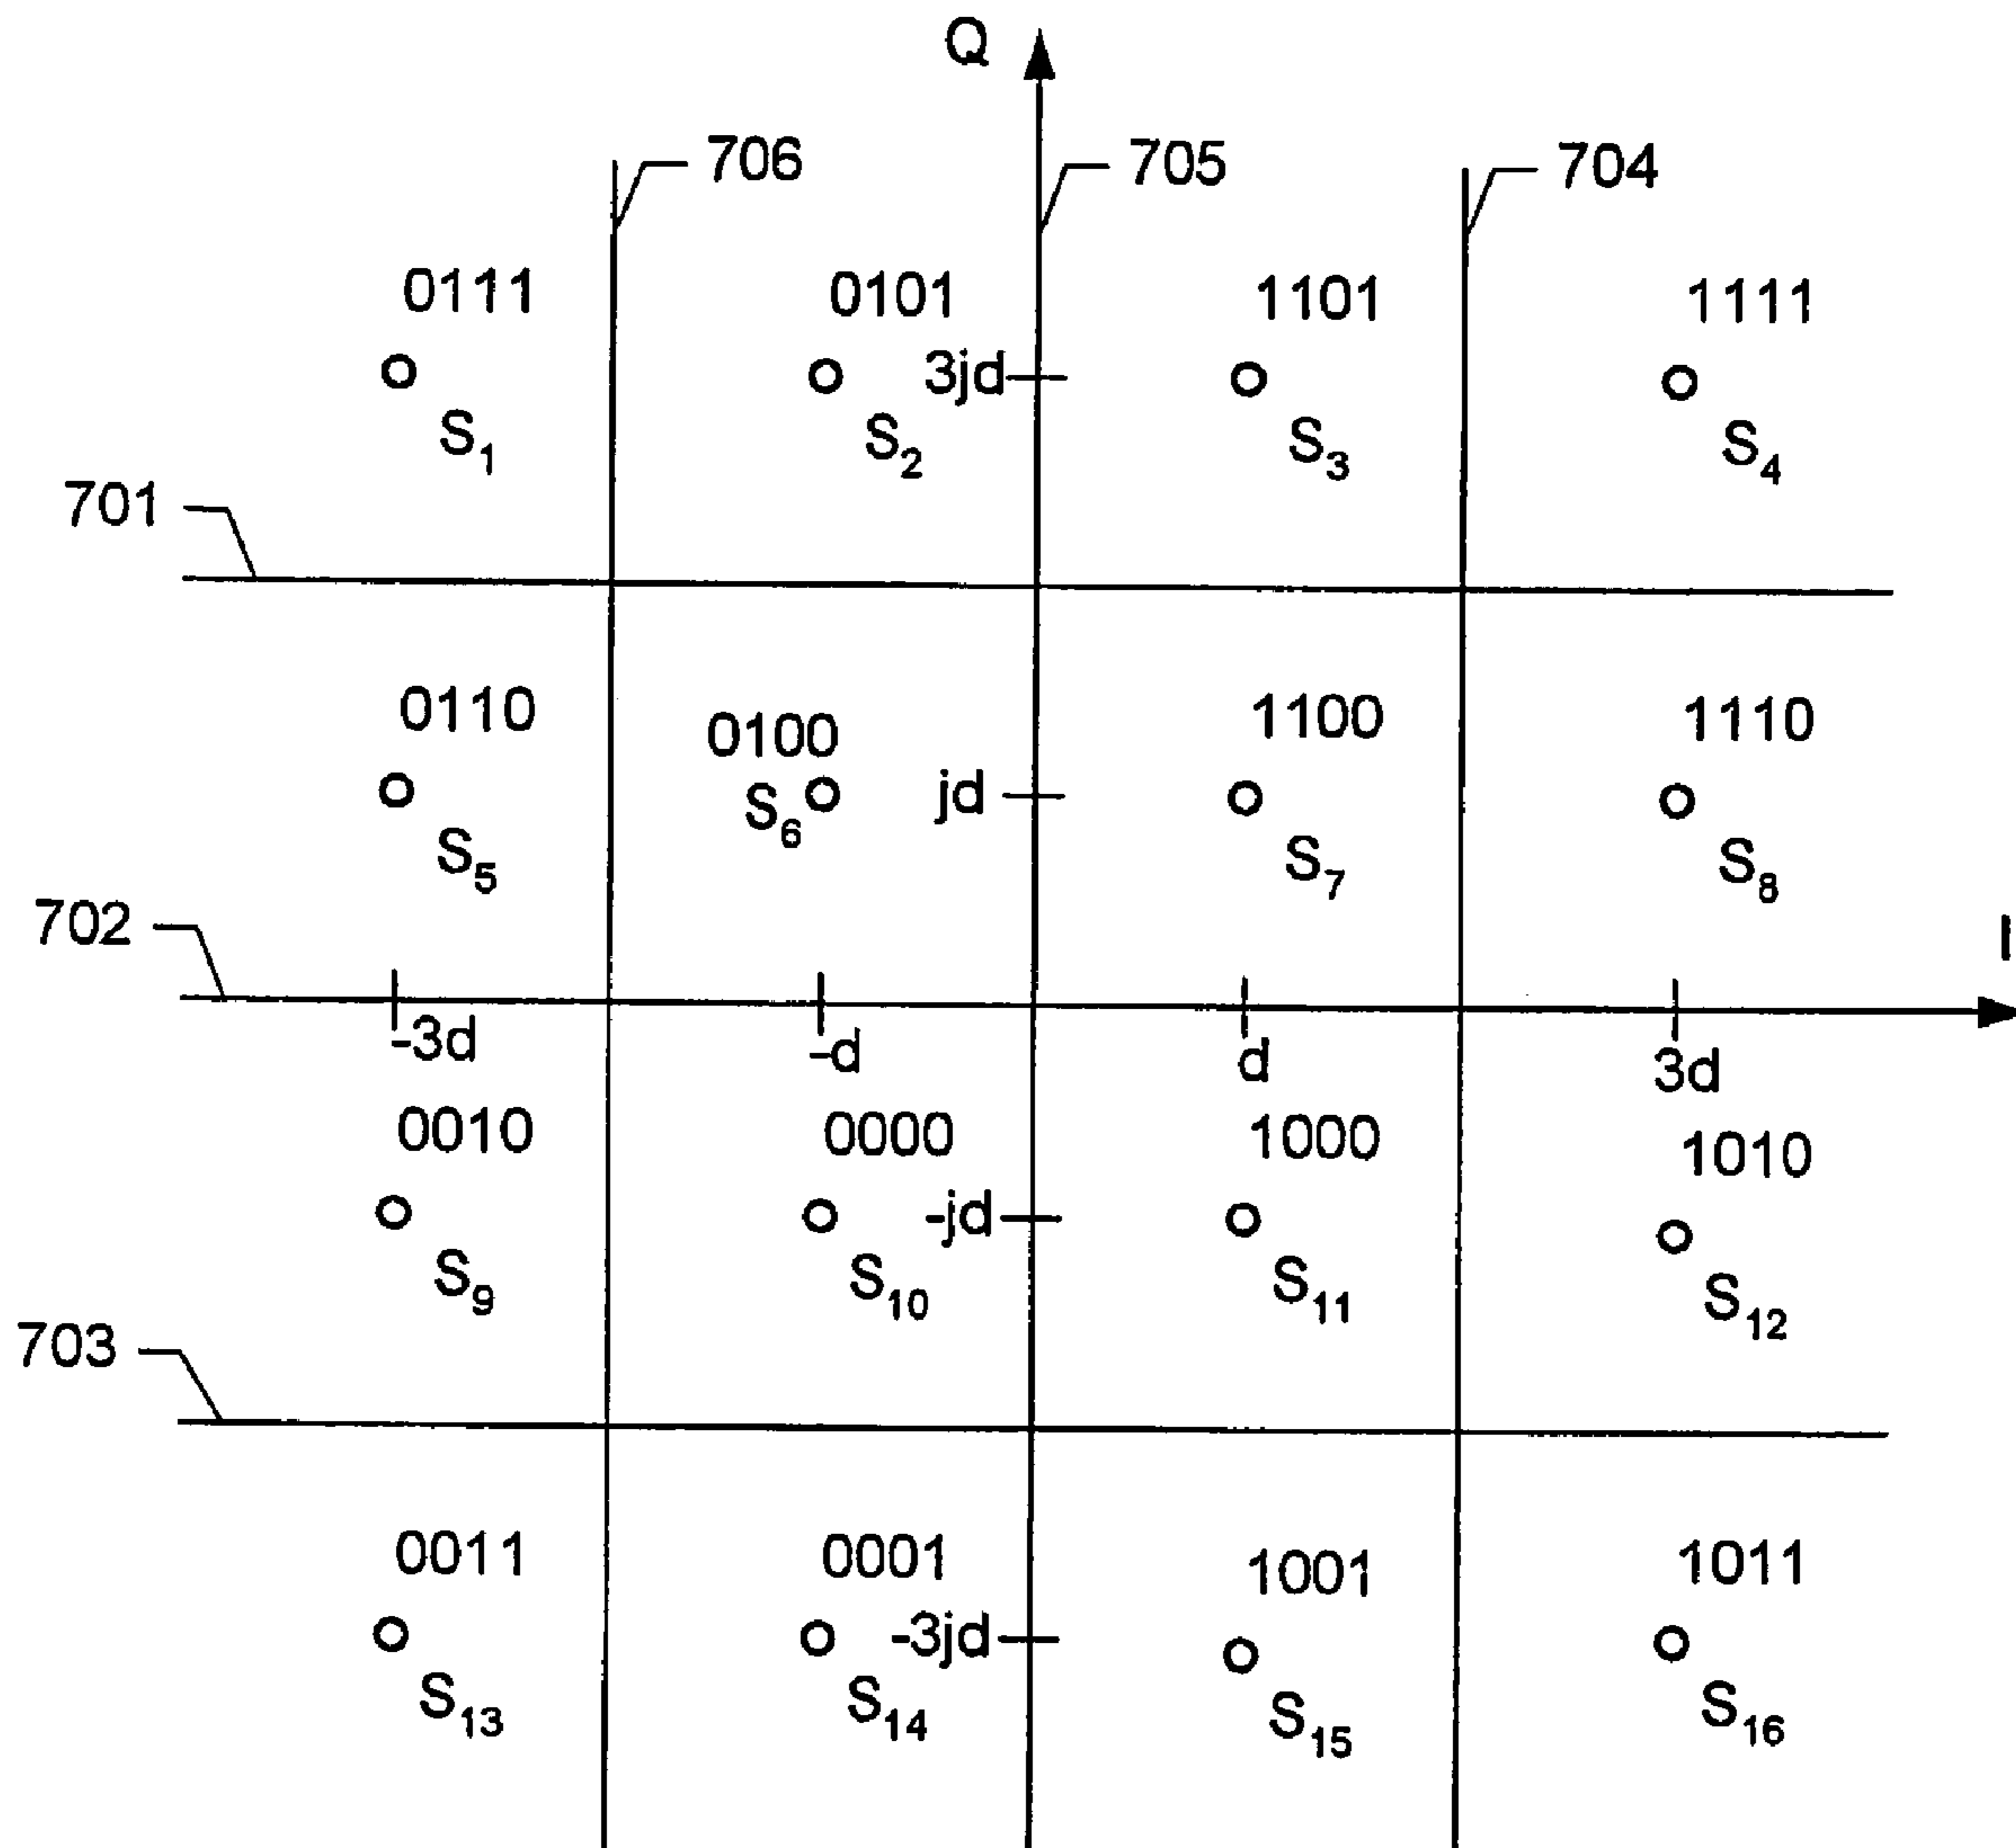 Q
706 705 704
0111 0101 1101 1111
3jd
S1 S2 S3 S4
701
0110 0100 1100 1110
S6 jd
S5 S7 S8
702
I
-3d -d d 3d
0010 0000 1000 1010
-jd
S9 S10 S11 S12
703
0011 0001 1001 1011
-3jd
S13 S14 S15 S16